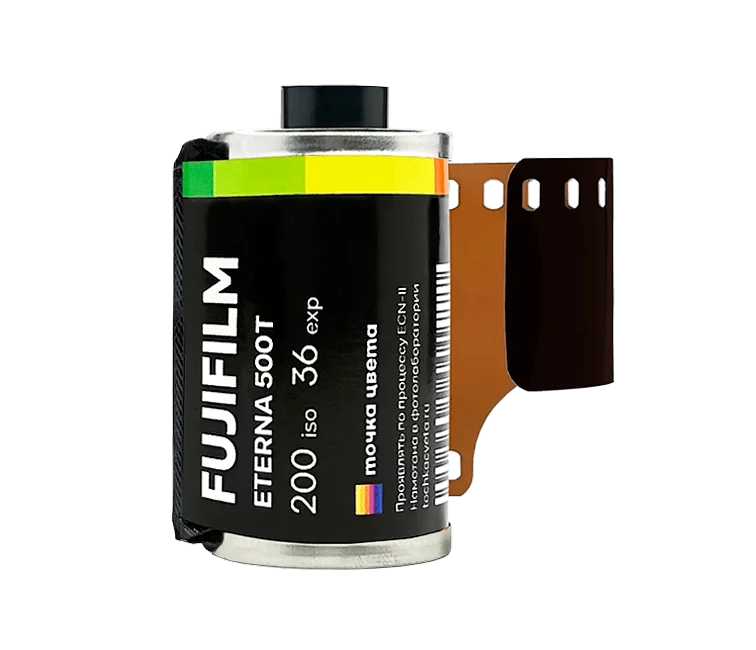 FUJIFILM
ETERNA 500T
200 iso 36 exp
точка цвета
Проявлять по процессу ECN-II
Намотана в фотолаборатории
tochkacveta.ru